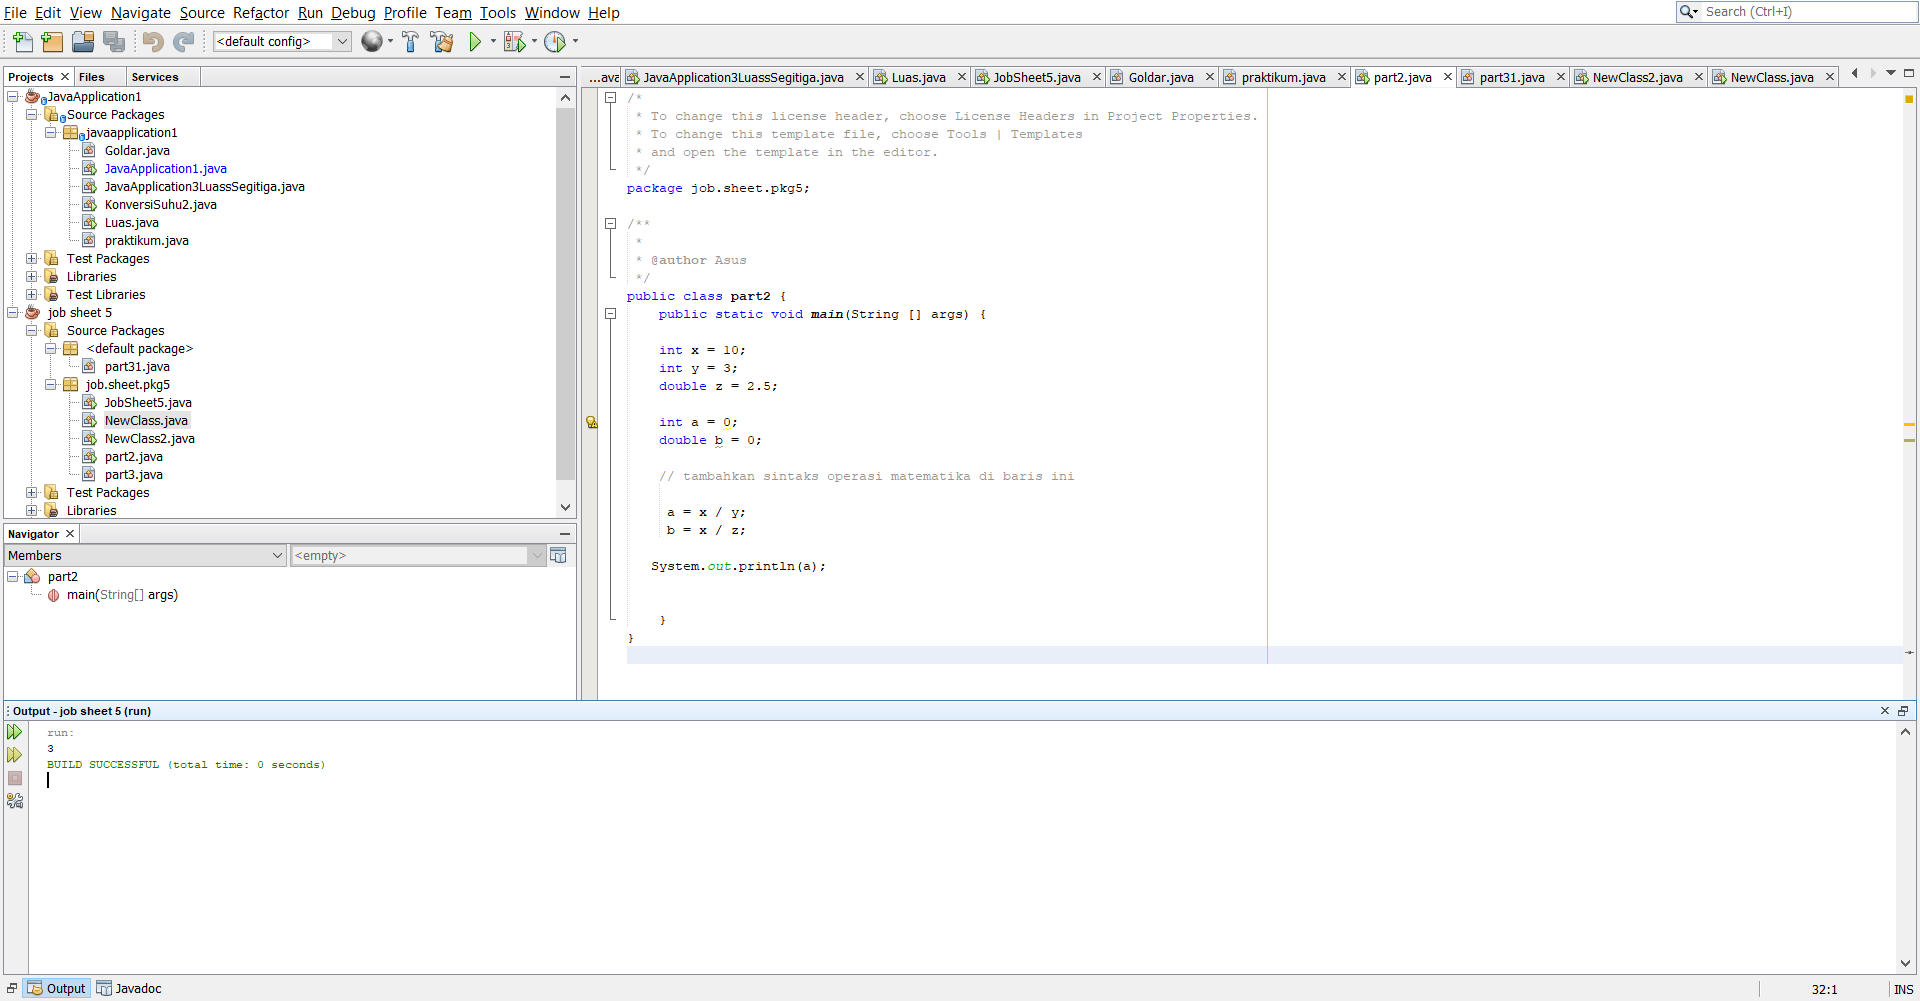 File Edit View Navigate Source Refactor Run Debug Profile Team Tools Window Help
Search (Ctrl+I)
<default config>
Projects Files Services
...ava JavaApplication3LuassSegitiga.java Luas.java JobSheet5.java Goldar.java praktikum.java part2.java part31.java NewClass2.java NewClass.java
JavaApplication1
Source Packages
javaapplication1
Goldar.java
JavaApplication1.java
JavaApplication3LuassSegitiga.java
KonversiSuhu2.java
Luas.java
praktikum.java
Test Packages
Libraries
Test Libraries
job sheet 5
Source Packages
<default package>
part31.java
job.sheet.pkg5
JobSheet5.java
NewClass.java
NewClass2.java
part2.java
part3.java
Test Packages
Libraries
Navigator
Members
<empty>
part2
main(String[] args)
/*
* To change this license header, choose License Headers in Project Properties.
* To change this template file, choose Tools | Templates
* and open the template in the editor.
*/
package job.sheet.pkg5;
/**
*
* @author Asus
*/
public class part2 {
public static void main(String [] args) {
int x = 10;
int y = 3;
double z = 2.5;
int a = 0;
double b = 0;
// tambahkan sintaks operasi matematika di baris ini
a = x / y;
b = x / z;
System.out.println(a);
}
}
Output - job sheet 5 (run)
run:
3
BUILD SUCCESSFUL (total time: 0 seconds)
Output Javadoc
32:1 INS